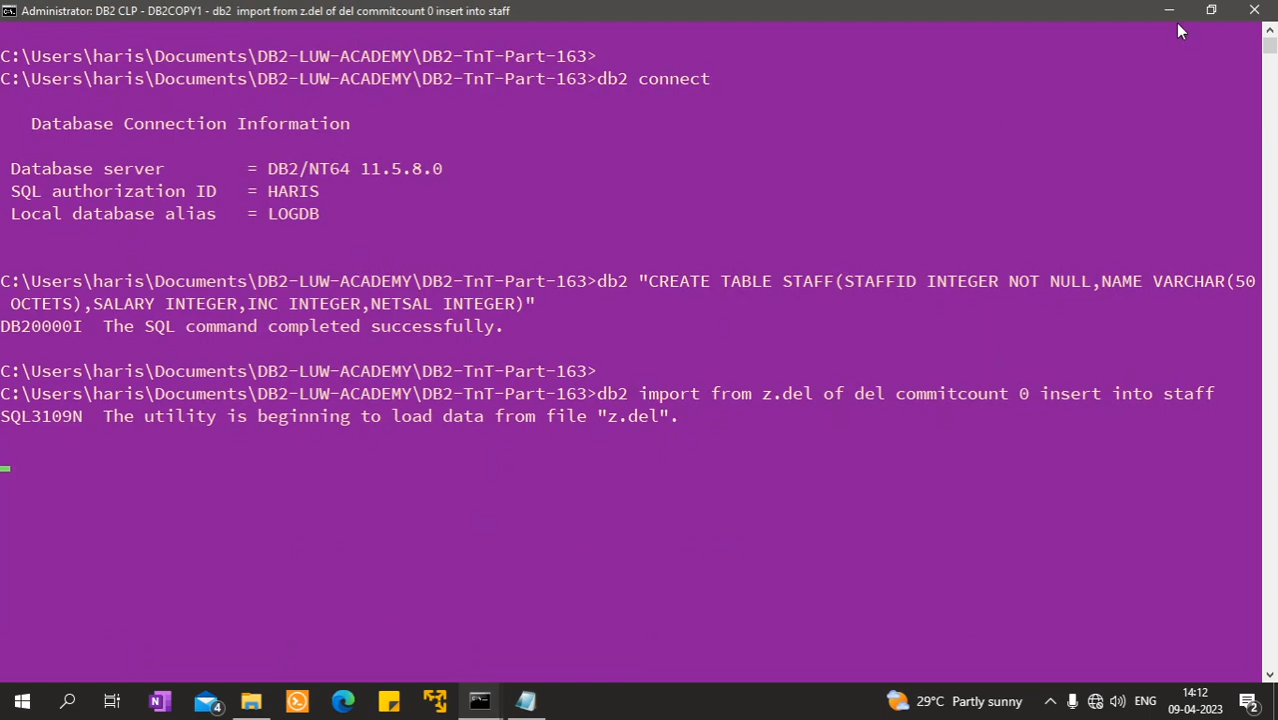 Administrator: DB2 CLP - DB2COPY1 - db2  import from z.del of del commitcount 0 insert into staff
C:\Users\haris\Documents\DB2-LUW-ACADEMY\DB2-TnT-Part-163>
C:\Users\haris\Documents\DB2-LUW-ACADEMY\DB2-TnT-Part-163>db2 connect
Database Connection Information
Database server        = DB2/NT64 11.5.8.0
SQL authorization ID   = HARIS
Local database alias   = LOGDB
C:\Users\haris\Documents\DB2-LUW-ACADEMY\DB2-TnT-Part-163>db2 "CREATE TABLE STAFF(STAFFID INTEGER NOT NULL,NAME VARCHAR(50
OCTETS),SALARY INTEGER,INC INTEGER,NETSAL INTEGER)"
DB20000I  The SQL command completed successfully.
C:\Users\haris\Documents\DB2-LUW-ACADEMY\DB2-TnT-Part-163>
C:\Users\haris\Documents\DB2-LUW-ACADEMY\DB2-TnT-Part-163>db2 import from z.del of del commitcount 0 insert into staff
SQL3109N  The utility is beginning to load data from file "z.del".
4
29°C Partly sunny
ENG
14:12
09-04-2023
2